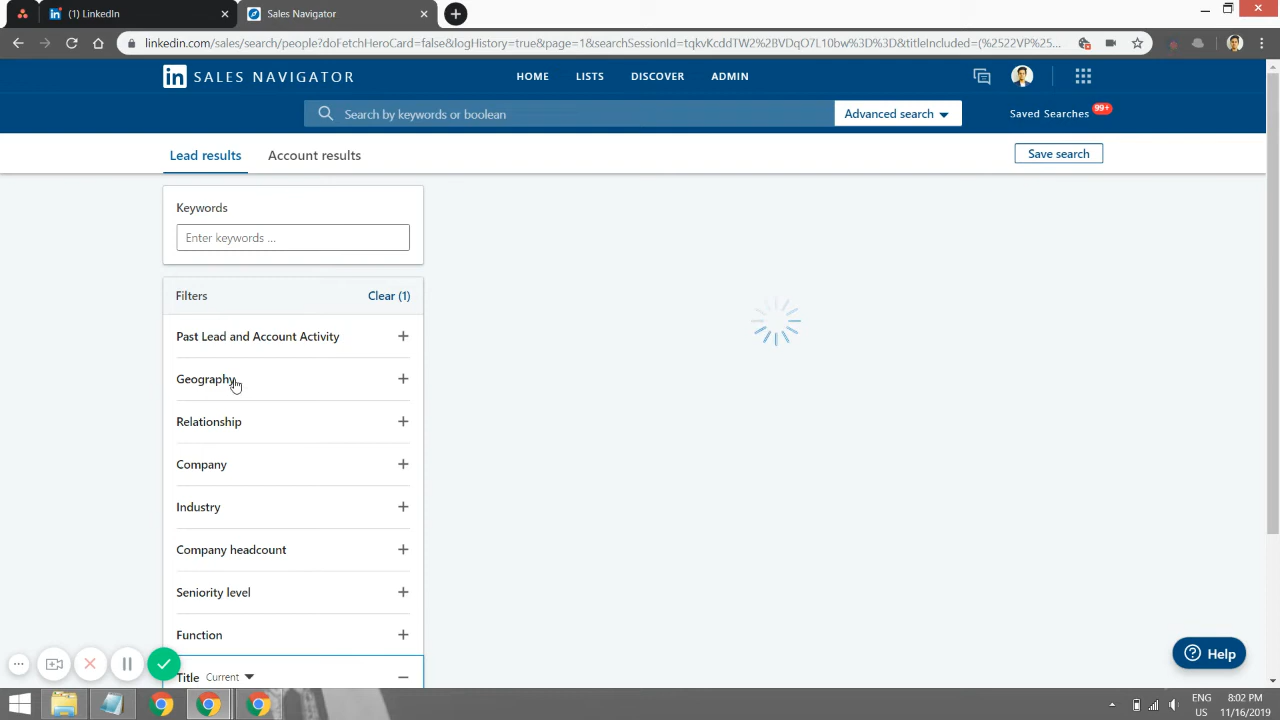 (1) LinkedIn
Sales Navigator
linkedin.com/sales/search/people?doFetchHeroCard=false&logHistory=true&page=1&searchSessionId=tqkvKcddTW2%2BVDqO7L10bw%3D%3D&titleIncluded=(%2522VP%25...
in SALES NAVIGATOR
HOME LISTS DISCOVER ADMIN
Search by keywords or boolean
Advanced search
Saved Searches 99+
Lead results Account results
Save search
Keywords
Enter keywords ...
Filters Clear (1)
Past Lead and Account Activity +
Geography +
Relationship +
Company +
Industry +
Company headcount +
Seniority level +
Function +
Title Current –
Help
ENG 8:02 PM
US 11/16/2019